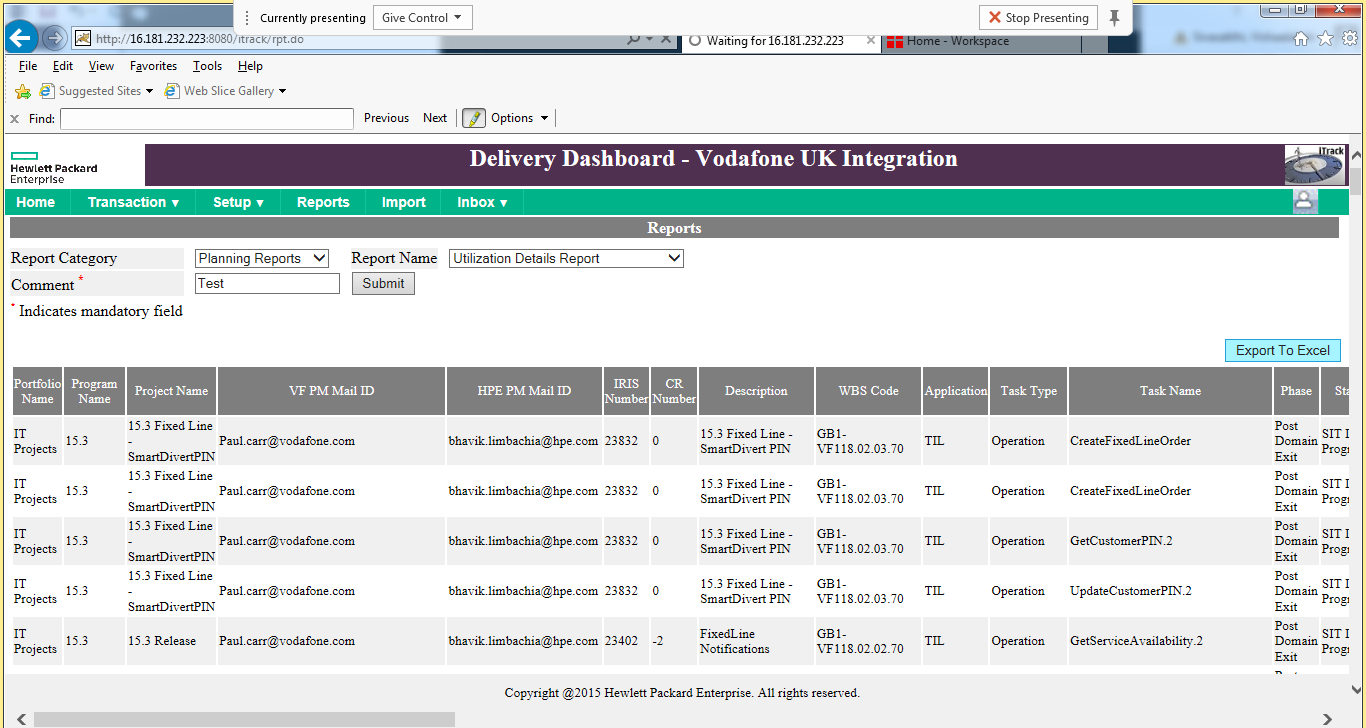 Currently presenting Give Control Stop Presenting
http://16.181.232.223:8080/itrack/rpt.do Waiting for 16.181.232.223 Home - Workspace
File Edit View Favorites Tools Help
Suggested Sites Web Slice Gallery
x Find: Previous Next Options
Hewlett Packard
Enterprise
Delivery Dashboard - Vodafone UK Integration
ITrack
Home Transaction ▼ Setup ▼ Reports Import Inbox ▼
Reports
Report Category Planning Reports Report Name Utilization Details Report
Comment * Test Submit
* Indicates mandatory field
Export To Excel
Portfolio Name Program Name Project Name VF PM Mail ID HPE PM Mail ID IRIS Number CR Number Description WBS Code Application Task Type Task Name Phase Sta
IT Projects 15.3 15.3 Fixed Line - SmartDivertPIN Paul.carr@vodafone.com bhavik.limbachia@hpe.com 23832 0 15.3 Fixed Line - SmartDivert PIN GB1-VF118.02.03.70 TIL Operation CreateFixedLineOrder Post Domain Exit SIT I Progr
IT Projects 15.3 15.3 Fixed Line - SmartDivertPIN Paul.carr@vodafone.com bhavik.limbachia@hpe.com 23832 0 15.3 Fixed Line - SmartDivert PIN GB1-VF118.02.03.70 TIL Operation CreateFixedLineOrder Post Domain Exit SIT I Progr
IT Projects 15.3 15.3 Fixed Line - SmartDivertPIN Paul.carr@vodafone.com bhavik.limbachia@hpe.com 23832 0 15.3 Fixed Line - SmartDivert PIN GB1-VF118.02.03.70 TIL Operation GetCustomerPIN.2 Post Domain Exit SIT I Progr
IT Projects 15.3 15.3 Fixed Line - SmartDivertPIN Paul.carr@vodafone.com bhavik.limbachia@hpe.com 23832 0 15.3 Fixed Line - SmartDivert PIN GB1-VF118.02.03.70 TIL Operation UpdateCustomerPIN.2 Post Domain Exit SIT I Progr
IT Projects 15.3 15.3 Release Paul.carr@vodafone.com bhavik.limbachia@hpe.com 23402 -2 FixedLine Notifications GB1-VF118.02.02.70 TIL Operation GetServiceAvailability.2 Post Domain Exit SIT I Progr
Copyright @2015 Hewlett Packard Enterprise. All rights reserved.